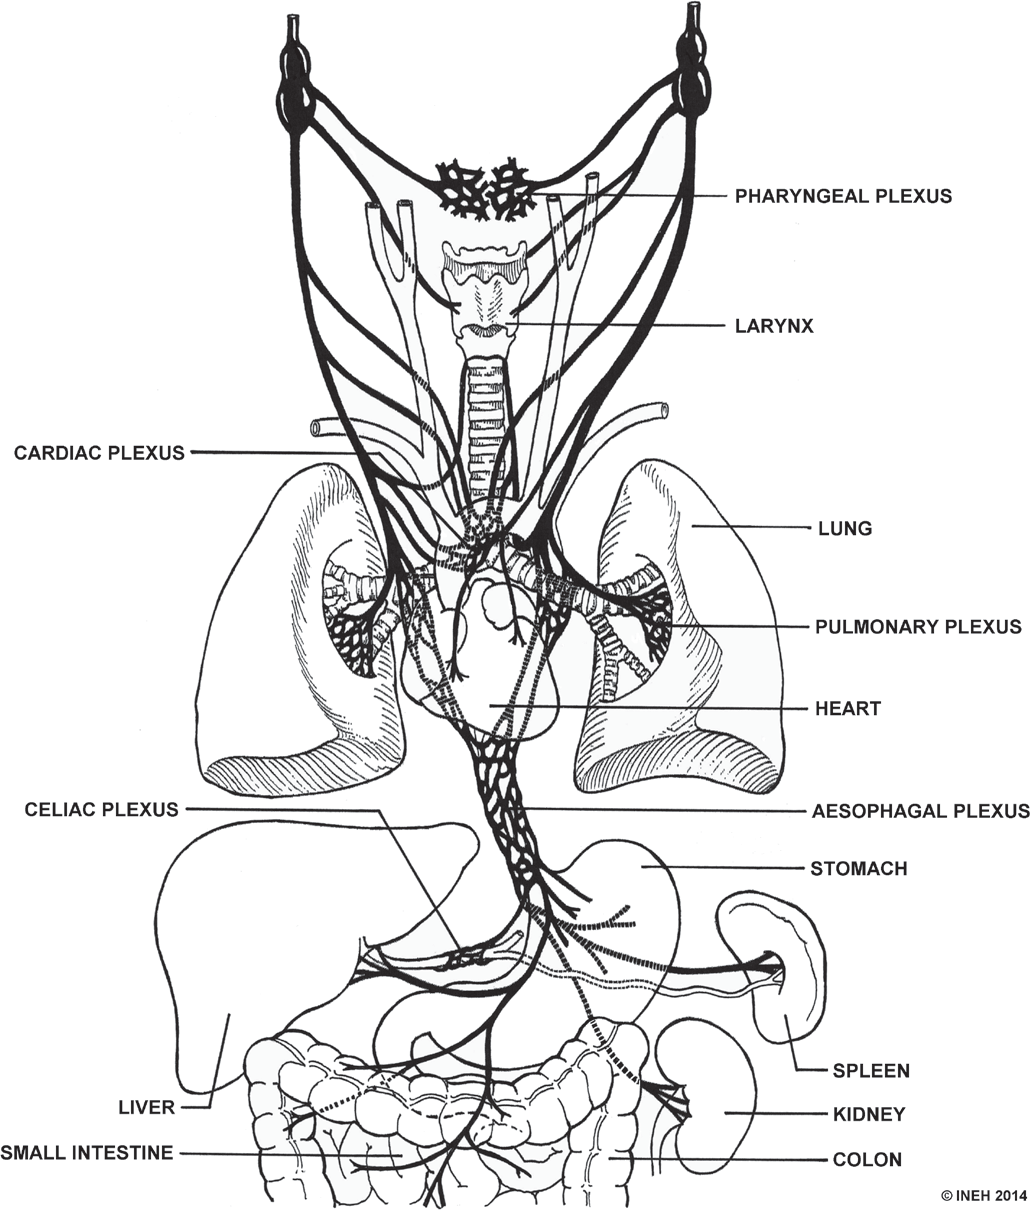 PHARYNGEAL PLEXUS
LARYNX
CARDIAC PLEXUS
LUNG
PULMONARY PLEXUS
HEART
CELIAC PLEXUS
AESOPHAGAL PLEXUS
STOMACH
SPLEEN
LIVER
KIDNEY
SMALL INTESTINE
COLON
© INEH 2014